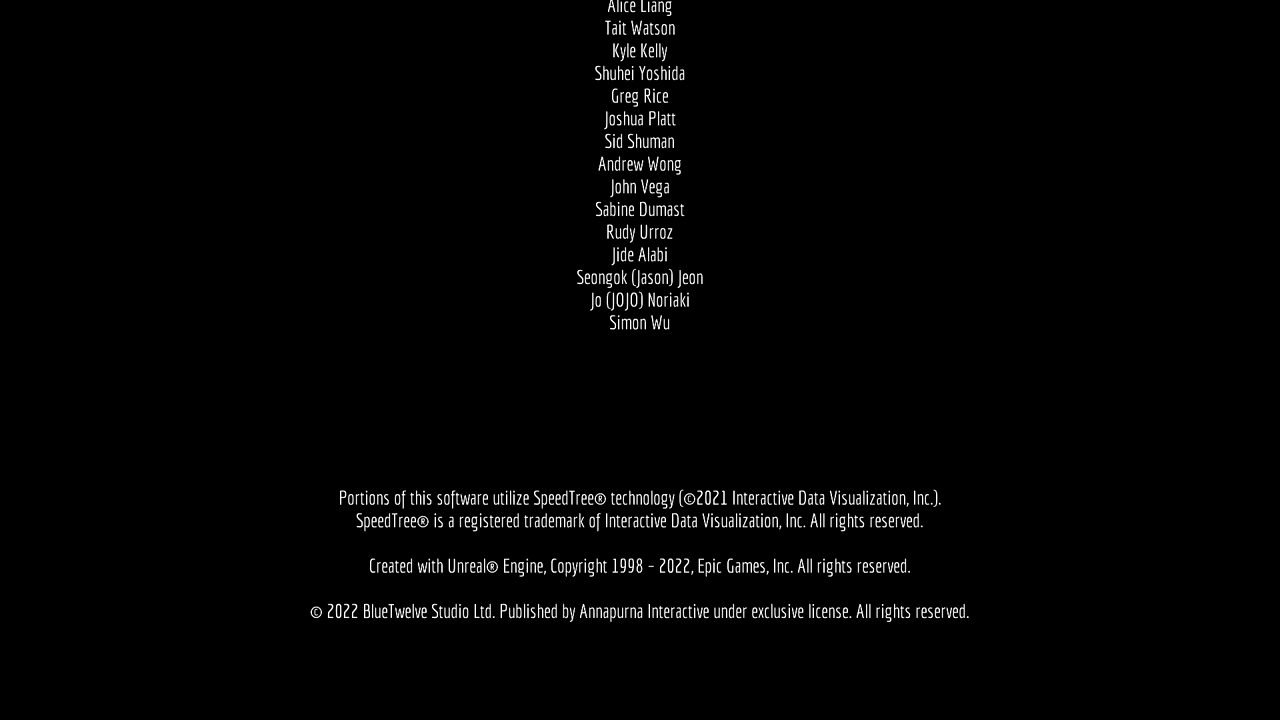 Alice Liang
Tait Watson
Kyle Kelly
Shuhei Yoshida
Greg Rice
Joshua Platt
Sid Shuman
Andrew Wong
John Vega
Sabine Dumast
Rudy Urroz
Jide Alabi
Seongok (Jason) Jeon
Jo (JOJO) Noriaki
Simon Wu
Portions of this software utilize SpeedTree® technology (©2021 Interactive Data Visualization, Inc.).
SpeedTree® is a registered trademark of Interactive Data Visualization, Inc. All rights reserved.
Created with Unreal® Engine, Copyright 1998 – 2022, Epic Games, Inc. All rights reserved.
© 2022 BlueTwelve Studio Ltd. Published by Annapurna Interactive under exclusive license. All rights reserved.